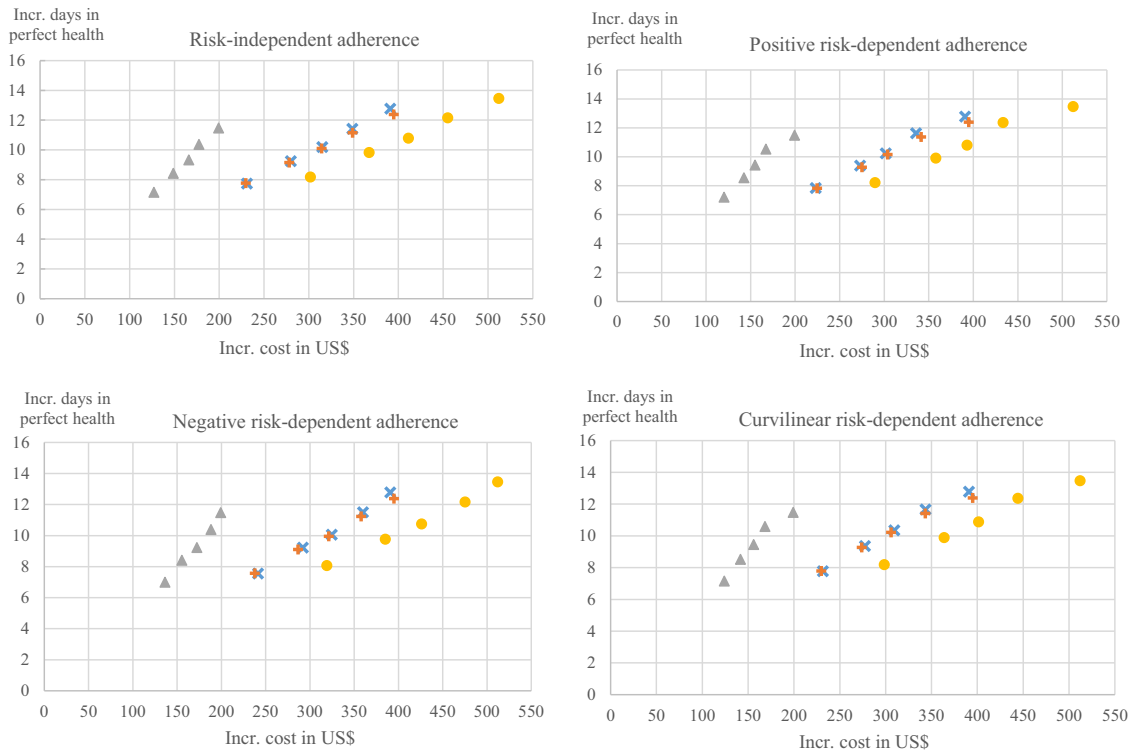 Incr. days in
perfect health
Risk-independent adherence
16
14
12
10
8
6
4
2
0
0 50 100 150 200 250 300 350 400 450 500 550
Incr. cost in US$
Incr. days in
perfect health
Positive risk-dependent adherence
16
14
12
10
8
6
4
2
0
0 50 100 150 200 250 300 350 400 450 500 550
Incr. cost in US$
Incr. days in
perfect health
Negative risk-dependent adherence
16
14
12
10
8
6
4
2
0
0 50 100 150 200 250 300 350 400 450 500 550
Incr. cost in US$
Incr. days in
perfect health
Curvilinear risk-dependent adherence
16
14
12
10
8
6
4
2
0
0 50 100 150 200 250 300 350 400 450 500 550
Incr. cost in US$